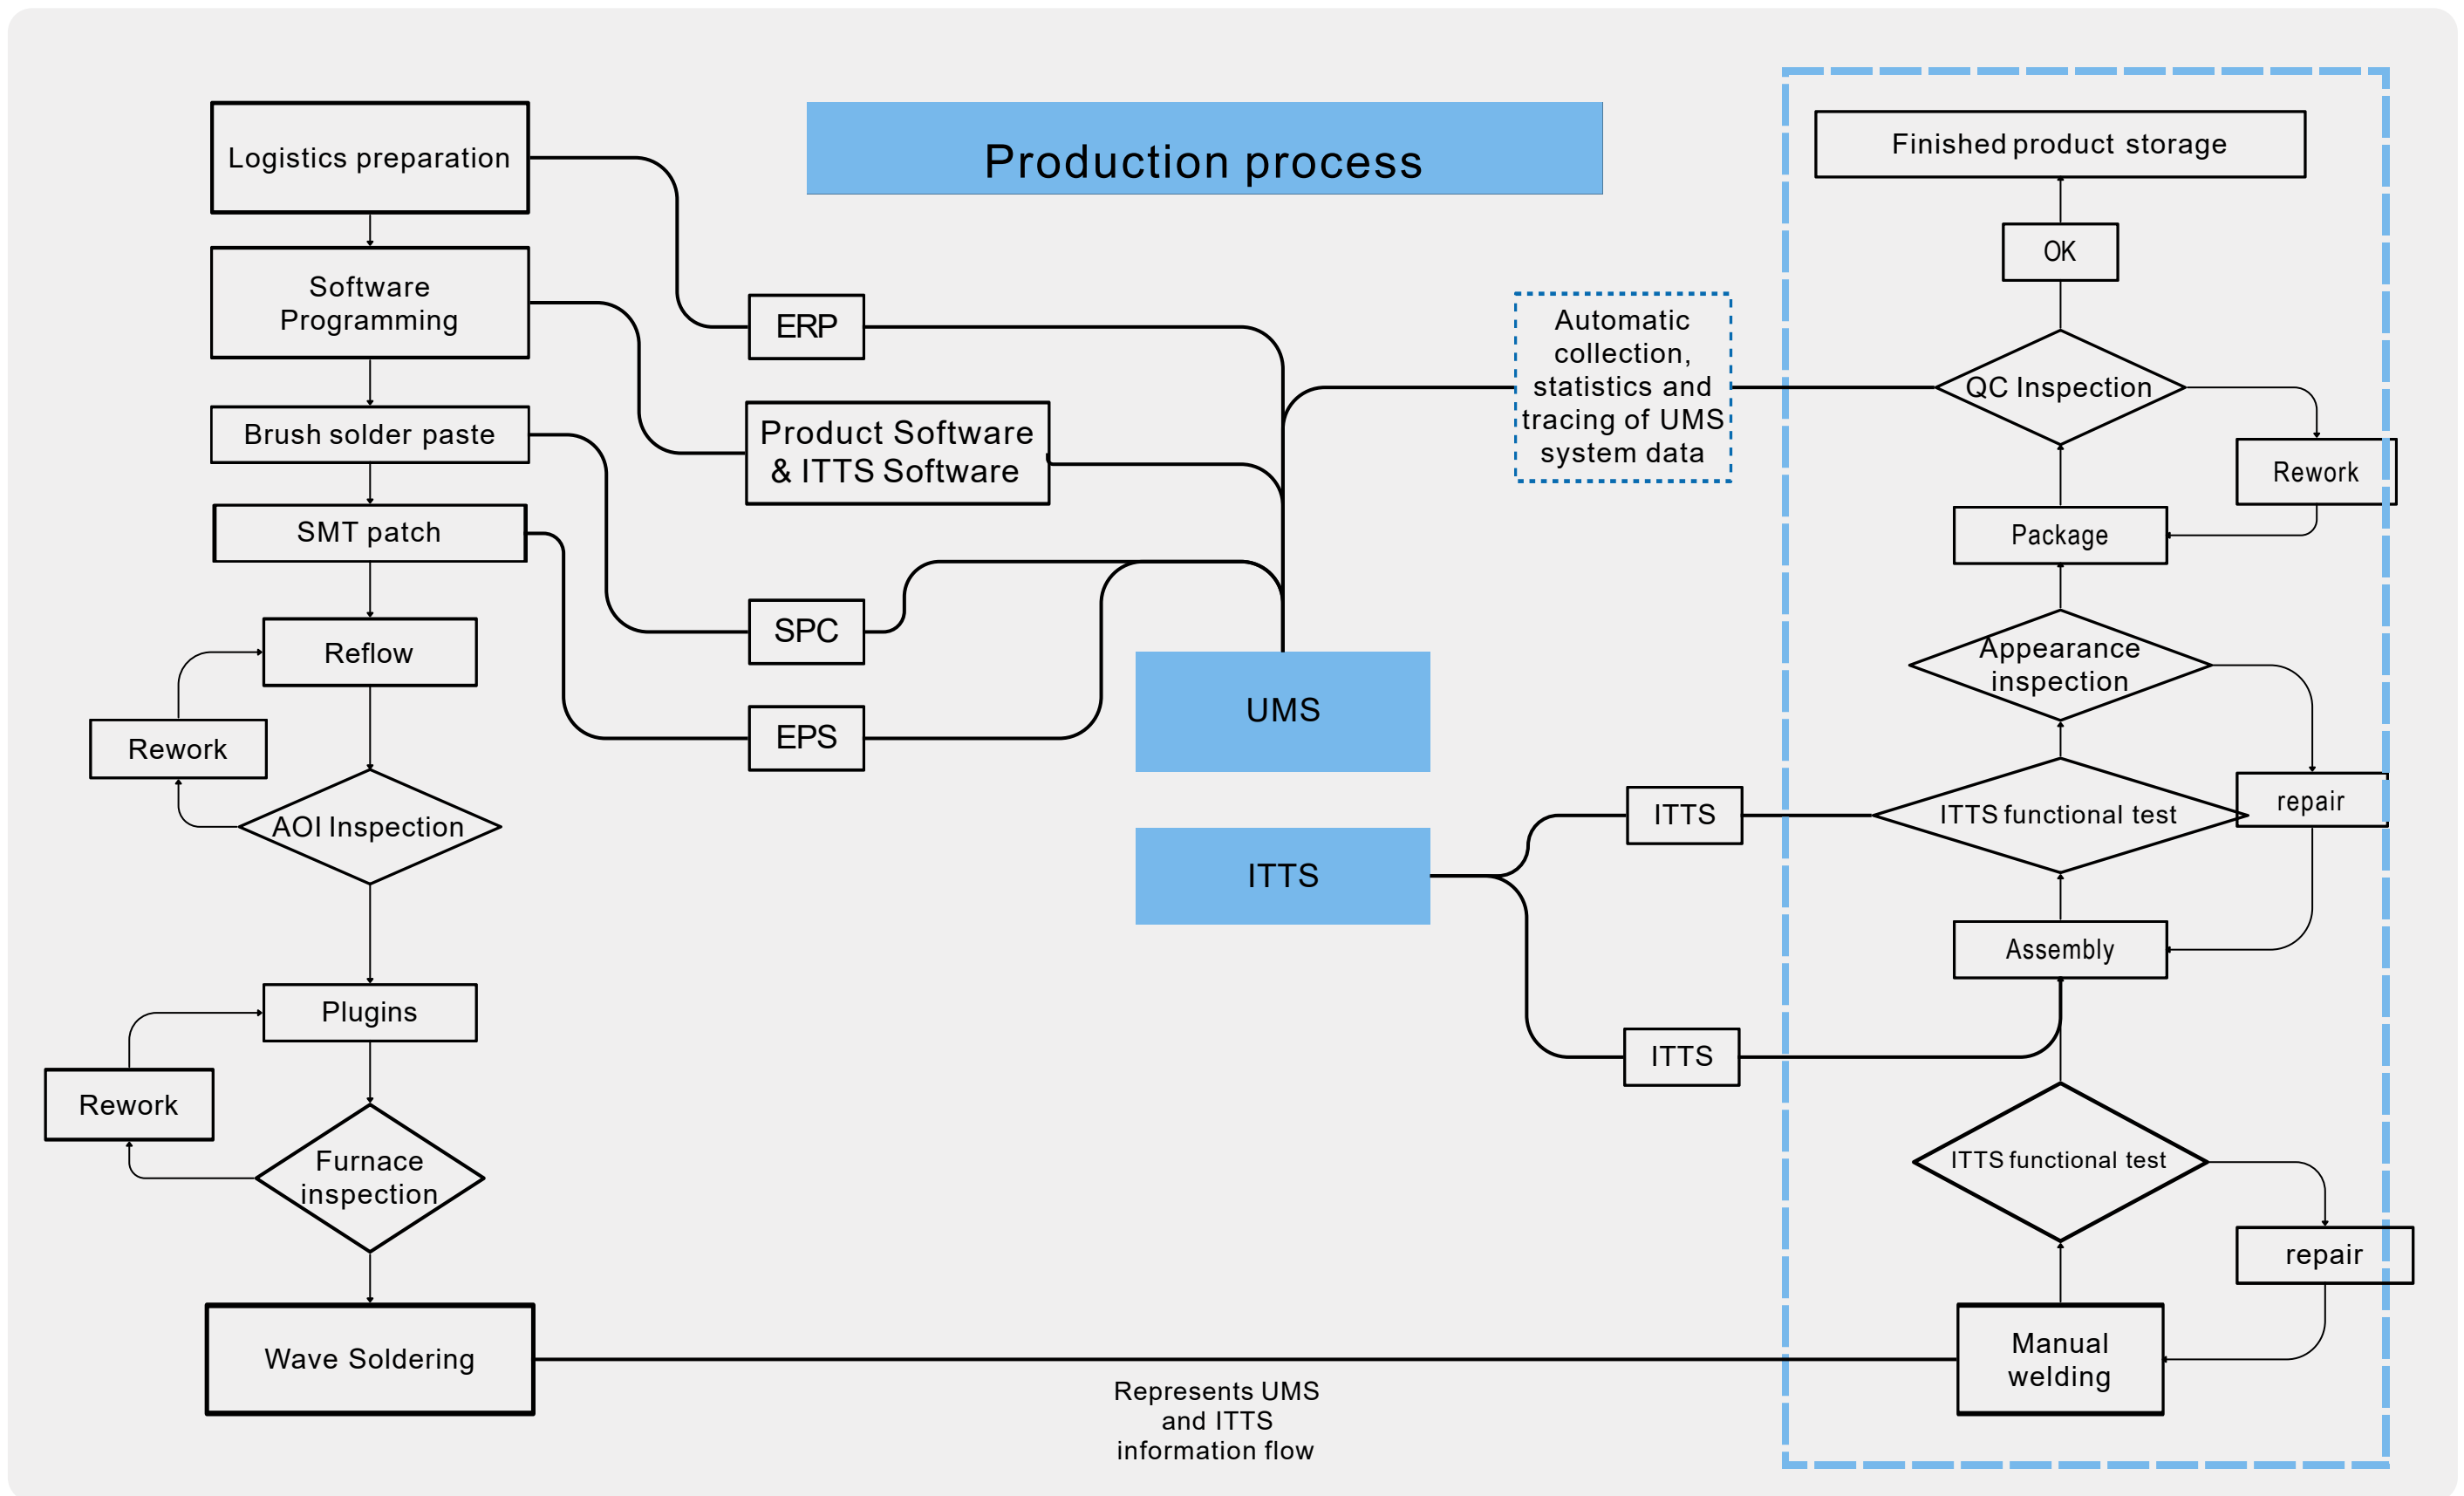 Production process
Logistics preparation
Software
Programming
Brush solder paste
SMT patch
Reflow
Rework
AOI Inspection
Plugins
Rework
Furnace
inspection
Wave Soldering
ERP
Product Software
& ITTS Software
SPC
EPS
UMS
ITTS
Automatic
collection,
statistics and
tracing of UMS
system data
ITTS
ITTS
Represents UMS
and ITTS
information flow
Finished product storage
OK
QC Inspection
Rework
Package
Appearance
inspection
ITTS functional test
repair
Assembly
ITTS functional test
repair
Manual
welding